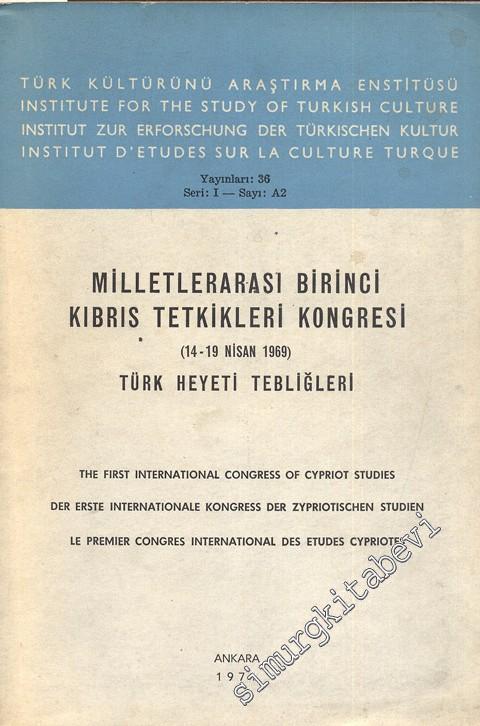 TÜRK KÜLTÜRÜNÜ ARAŞTIRMA ENSTİTÜSÜ
INSTITUTE FOR THE STUDY OF TURKISH CULTURE
INSTITUT ZUR ERFORSCHUNG DER TÜRKISCHEN KULTUR
INSTITUT D'ETUDES SUR LA CULTURE TURQUE
Yayınları: 36
Seri: I — Sayı: A2
MİLLETLERARASI BİRİNCİ
KIBRIS TETKİKLERİ KONGRESİ
(14-19 NİSAN 1969)
TÜRK HEYETİ TEBLİĞLERİ
THE FIRST INTERNATIONAL CONGRESS OF CYPRIOT STUDIES
DER ERSTE INTERNATIONALE KONGRESS DER ZYPRIOTISCHEN STUDIEN
LE PREMIER CONGRES INTERNATIONAL DES ETUDES CYPRIOTES
ANKARA
simurgkitabevi